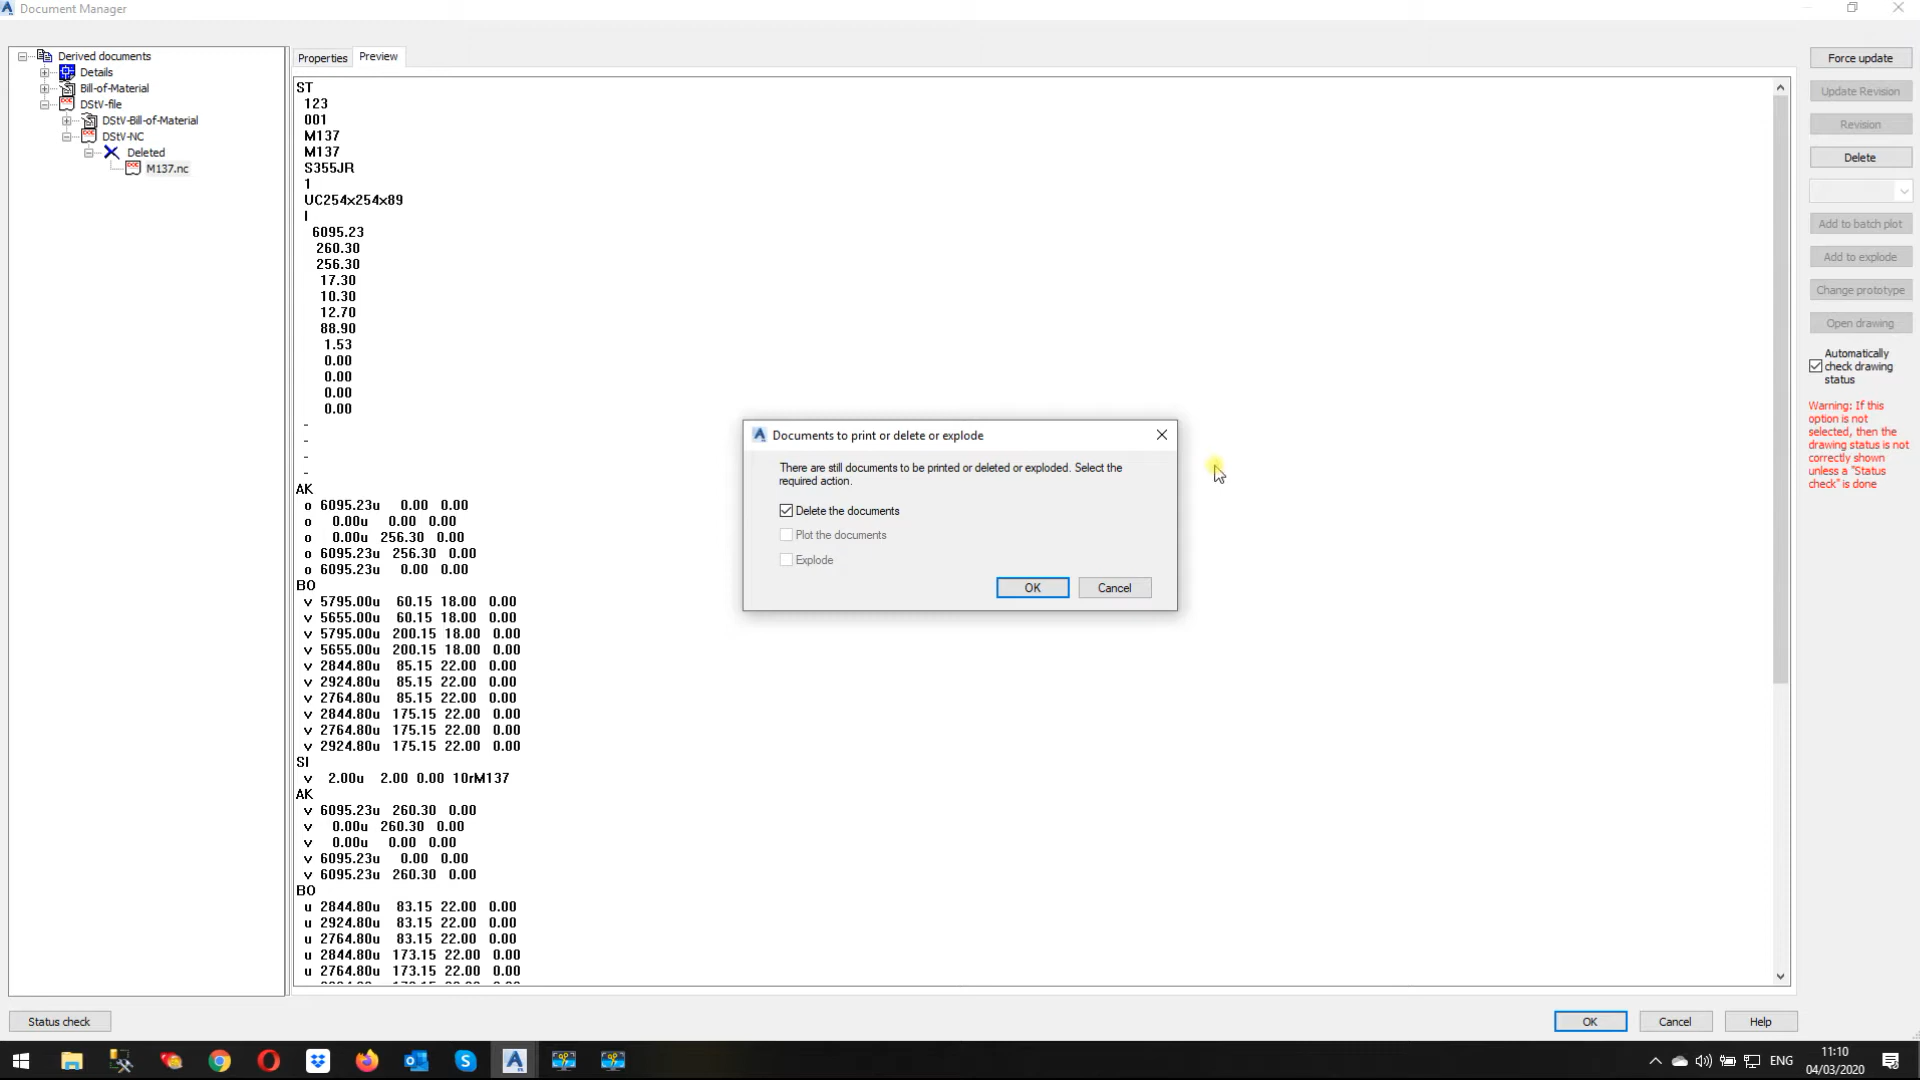 Document Manager
Derived documents
Details
Bill-of-Material
DStV-file
DStV-Bill-of-Material
DStV-NC
Deleted
M137.nc
Properties
Preview
ST
123
001
M137
M137
S355JR
1
UC254x254x89
I
6095.23
260.30
256.30
17.30
10.30
12.70
88.90
1.53
0.00
0.00
0.00
0.00
-
-
-
-
AK
o 6095.23u 0.00 0.00
o 0.00u 0.00 0.00
o 0.00u 256.30 0.00
o 6095.23u 256.30 0.00
o 6095.23u 0.00 0.00
BO
v 5795.00u 60.15 18.00 0.00
v 5655.00u 60.15 18.00 0.00
v 5795.00u 200.15 18.00 0.00
v 5655.00u 200.15 18.00 0.00
v 2844.80u 85.15 22.00 0.00
v 2924.80u 85.15 22.00 0.00
v 2764.80u 85.15 22.00 0.00
v 2844.80u 175.15 22.00 0.00
v 2764.80u 175.15 22.00 0.00
v 2924.80u 175.15 22.00 0.00
SI
v 2.00u 2.00 0.00 10rM137
AK
v 6095.23u 260.30 0.00
v 0.00u 260.30 0.00
v 0.00u 0.00 0.00
v 6095.23u 0.00 0.00
v 6095.23u 260.30 0.00
BO
u 2844.80u 83.15 22.00 0.00
u 2924.80u 83.15 22.00 0.00
u 2764.80u 83.15 22.00 0.00
u 2844.80u 173.15 22.00 0.00
u 2764.80u 173.15 22.00 0.00
Documents to print or delete or explode
There are still documents to be printed or deleted or exploded. Select the
required action.
Delete the documents
Plot the documents
Explode
OK
Cancel
Force update
Update Revision
Revision
Delete
Add to batch plot
Add to explode
Change prototype
Open drawing
Automatically
check drawing
status
Warning: If this
option is not
selected, then the
drawing status is not
correctly shown
unless a "Status
check" is done
Status check
OK
Cancel
Help
ENG
11:10
04/03/2020